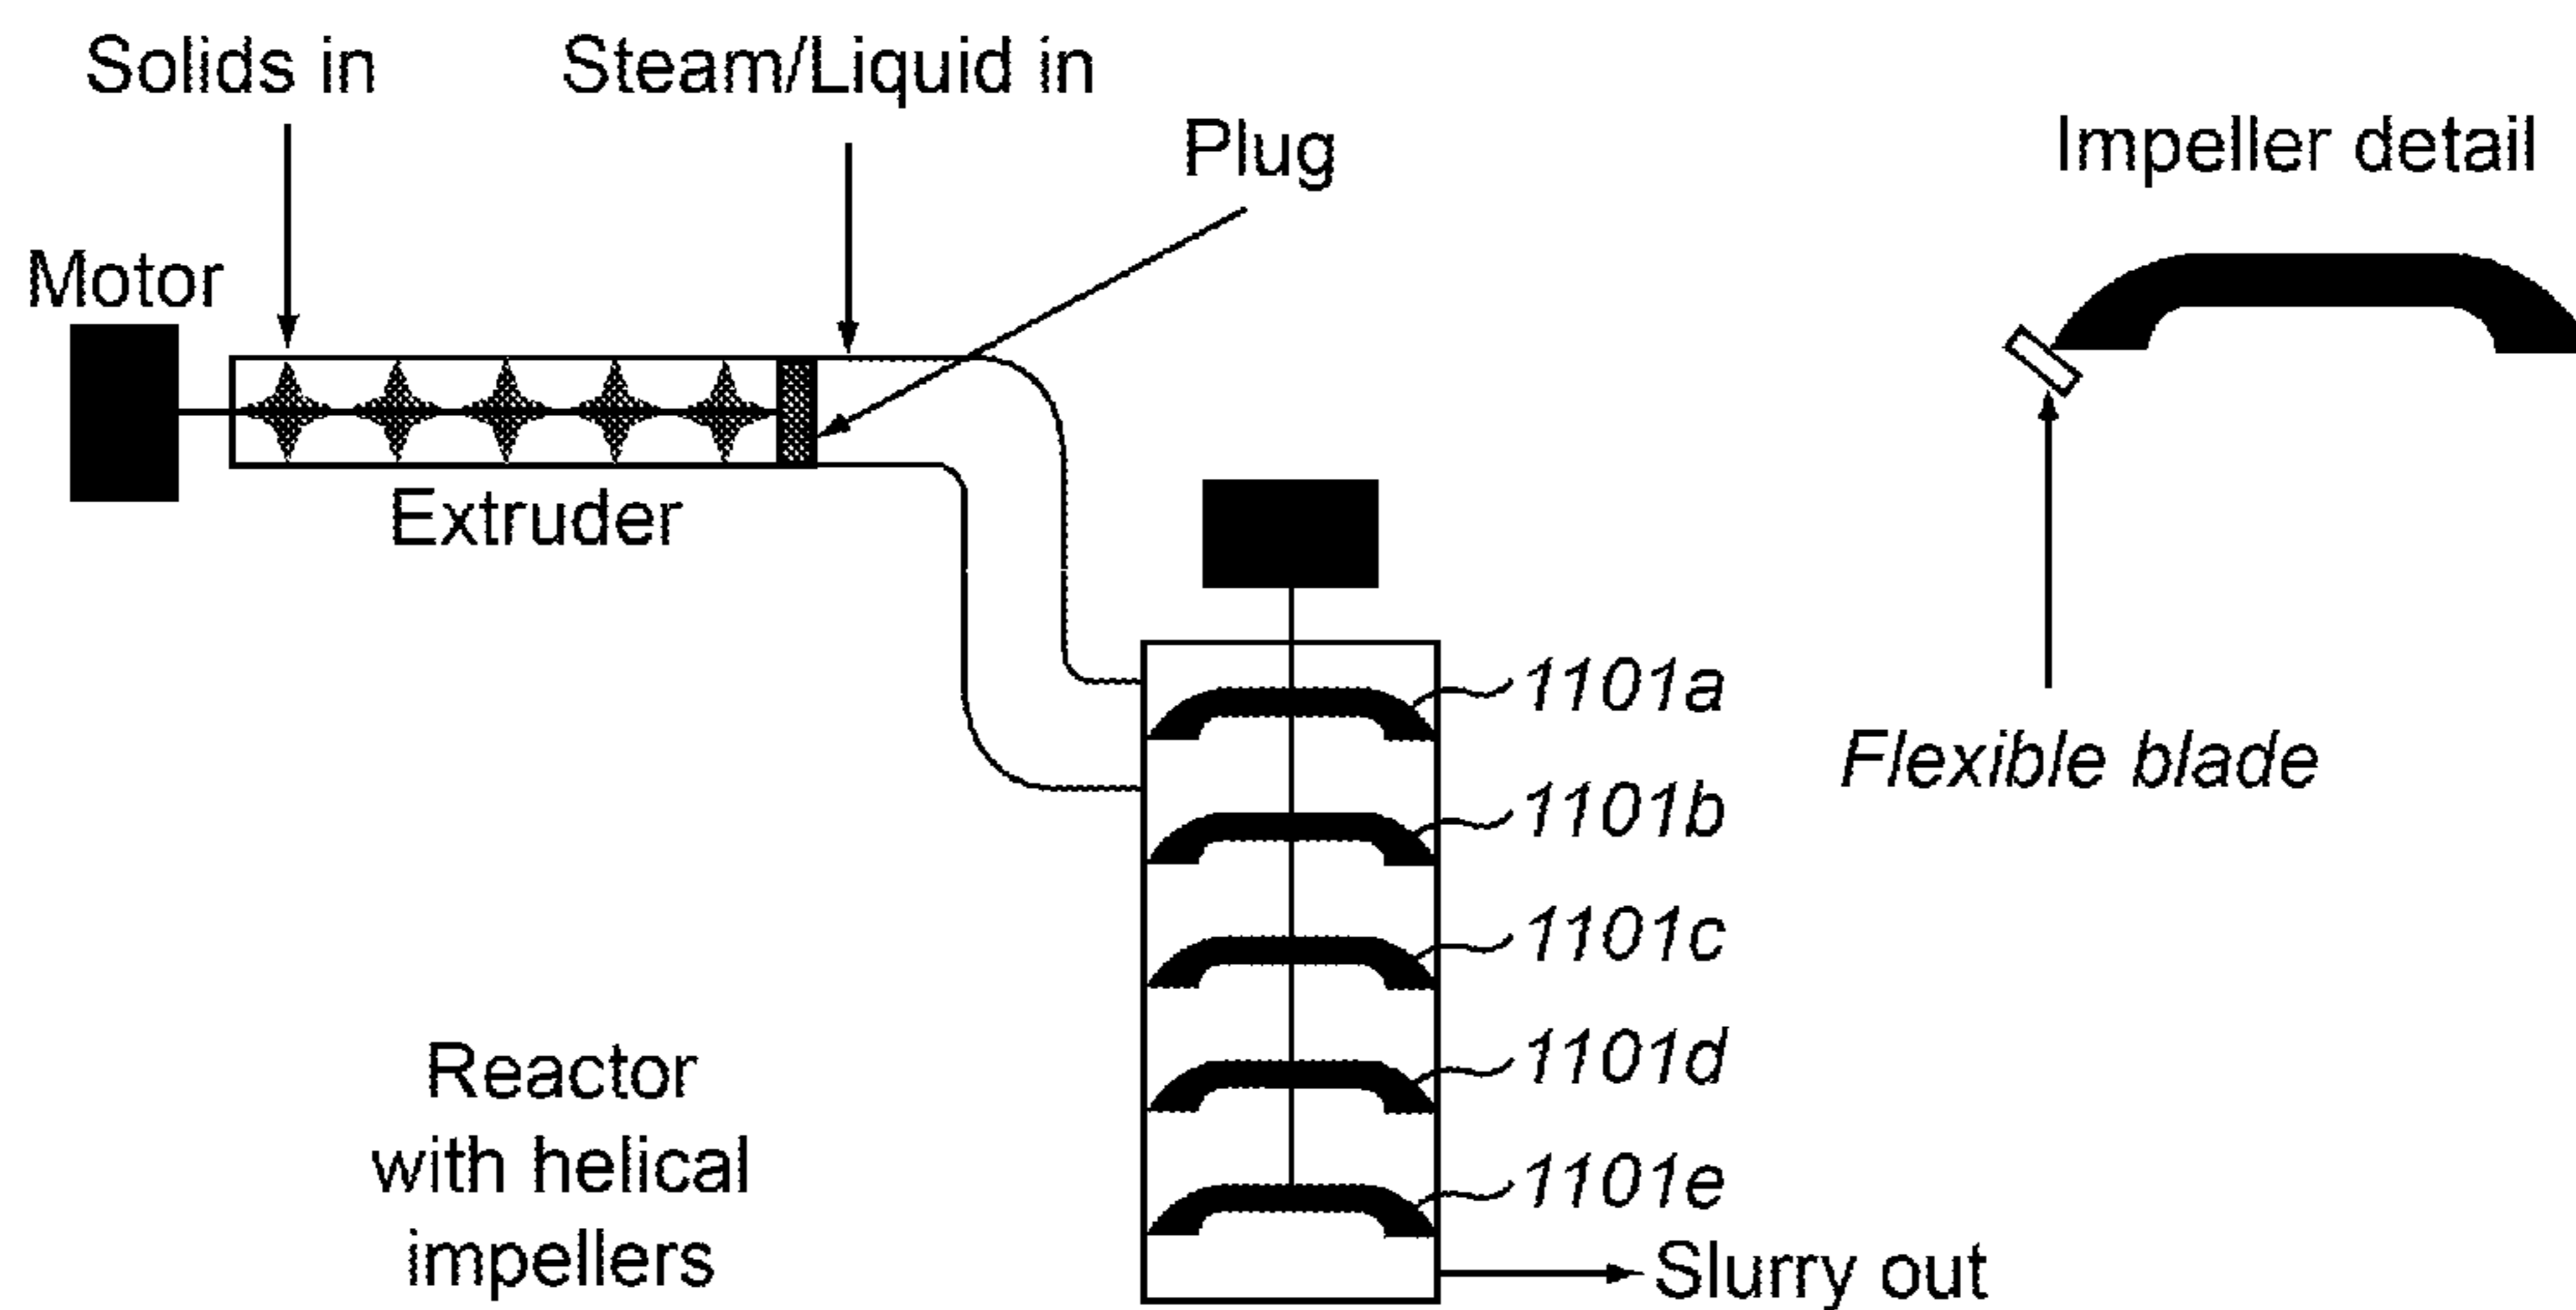 Solids in
Steam/Liquid in
Plug
Impeller detail
Motor
Extruder
1101a
Flexible blade
1101b
1101c
1101d
1101e
Reactor
with helical
impellers
Slurry out